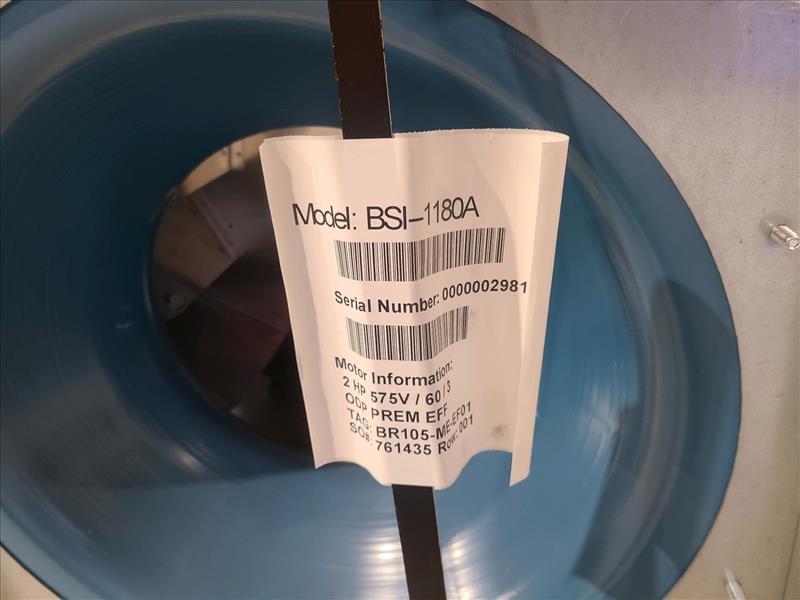 Model: BSI-1180A
Serial Number: 0000002981
Motor Information:
2 HP 575V / 60 / 3
ODP PREM EFF
TAG: BR105-ME-EF01
SO#: 761435 ROW: 001